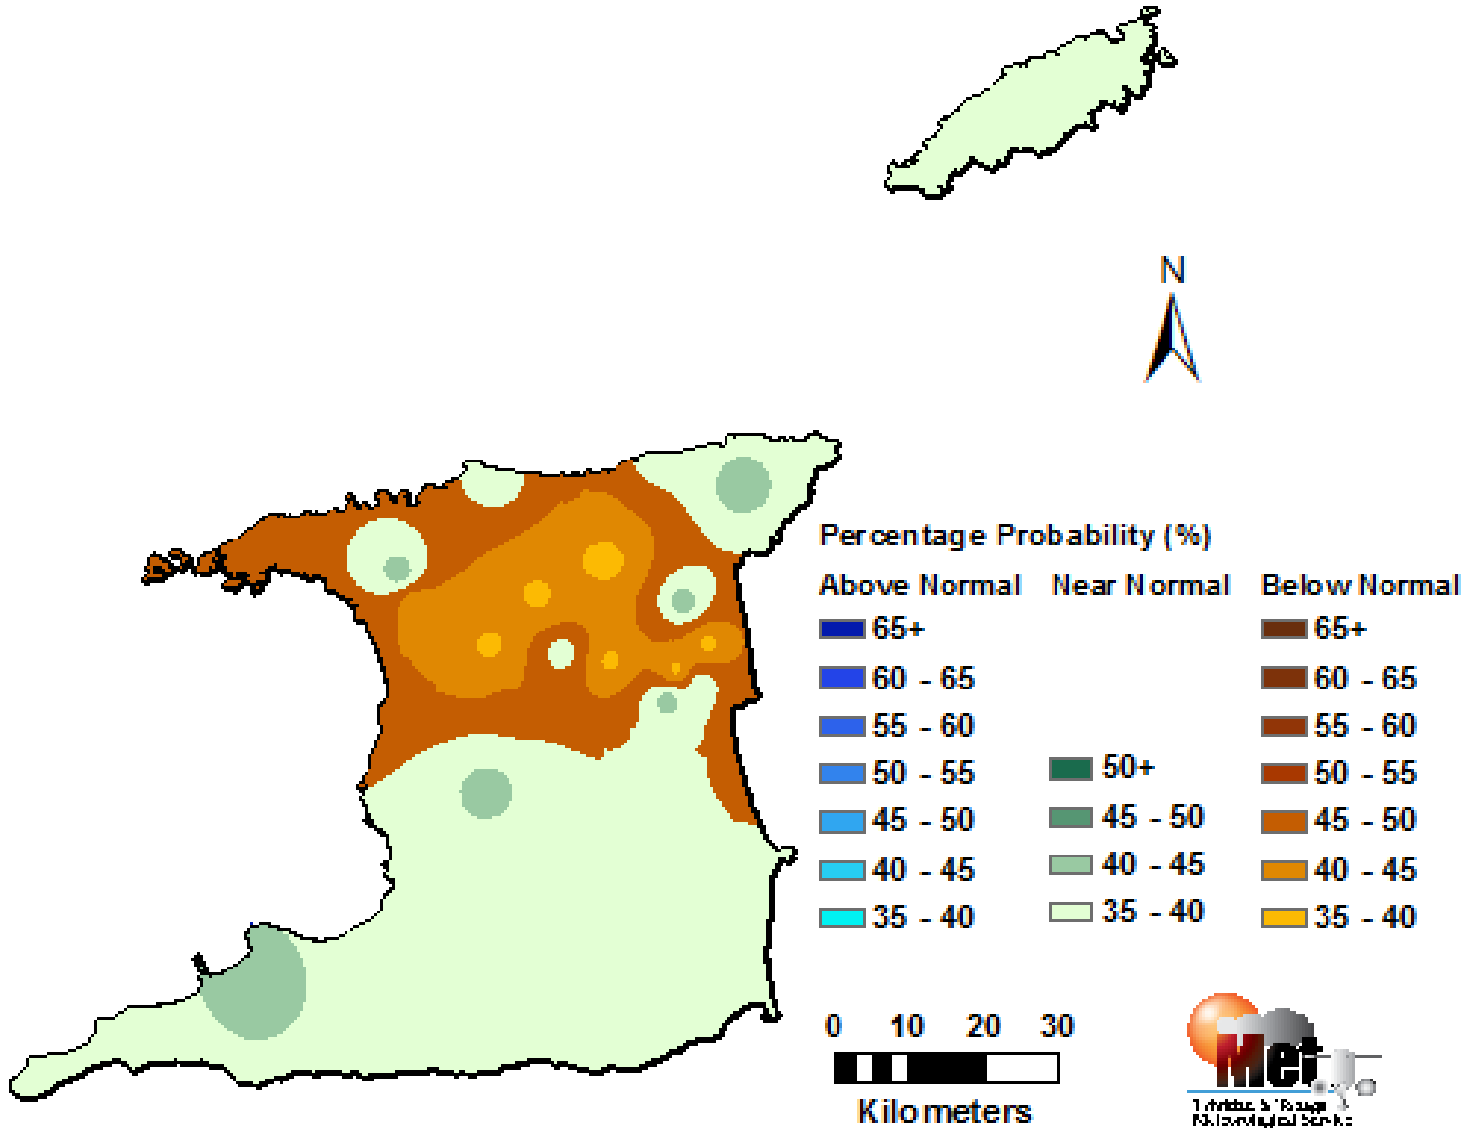 N
Percentage Probability (%)
Above Normal Near Normal Below Normal
65+ 65+
60 - 65 60 - 65
55 - 60 55 - 60
50 - 55 50+ 50 - 55
45 - 50 45 - 50 45 - 50
40 - 45 40 - 45 40 - 45
35 - 40 35 - 40 35 - 40
0 10 20 30
Kilometers
Met
Meteorological Service